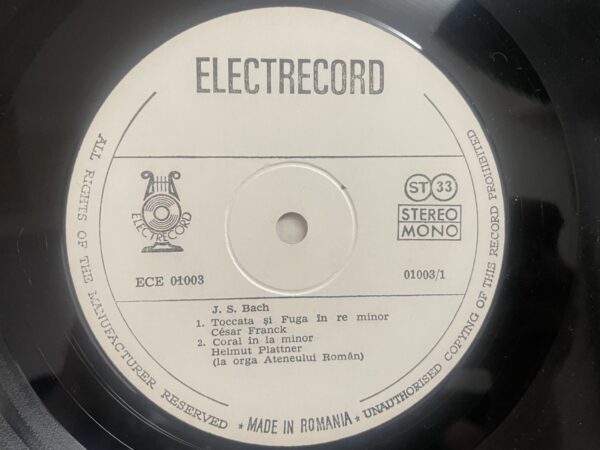 ELECTRECORD
ELECTRECORD
ST 33
STEREO
MONO
ECE 01003
01003/1
J. S. Bach
1. Toccata și Fuga în re minor
César Franck
2. Coral în la minor
Helmut Plattner
(la orga Ateneului Român)
ALL RIGHTS OF THE MANUFACTURER RESERVED * MADE IN ROMANIA * UNAUTHORISED COPYING OF THIS RECORD PROHIBITED